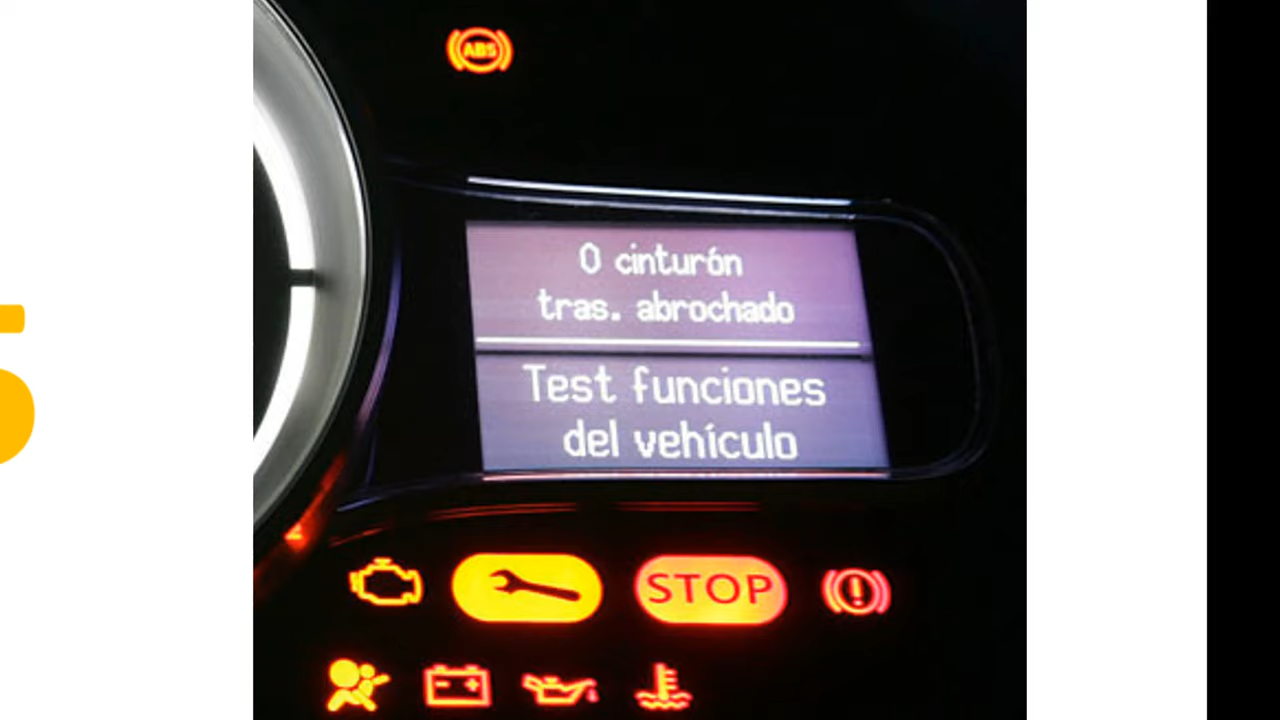 ABS
0 cinturón
tras. abrochado
Test funciones
del vehículo
STOP